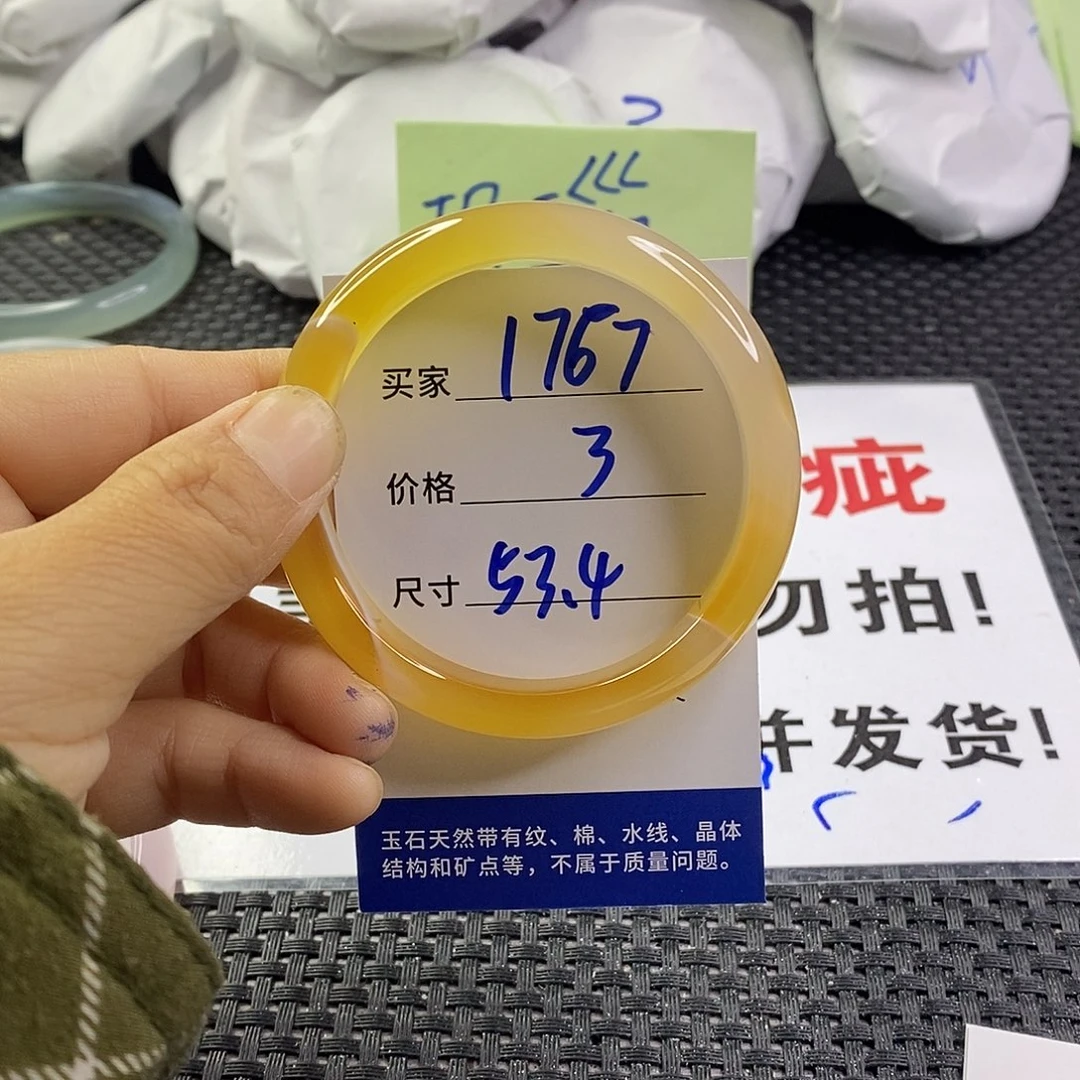 买家 1767
价格 3
尺寸 53.4
玉石天然带有纹、棉、水线、晶体
结构和矿点等，不属于质量问题。
疵
勿拍！
并发货！